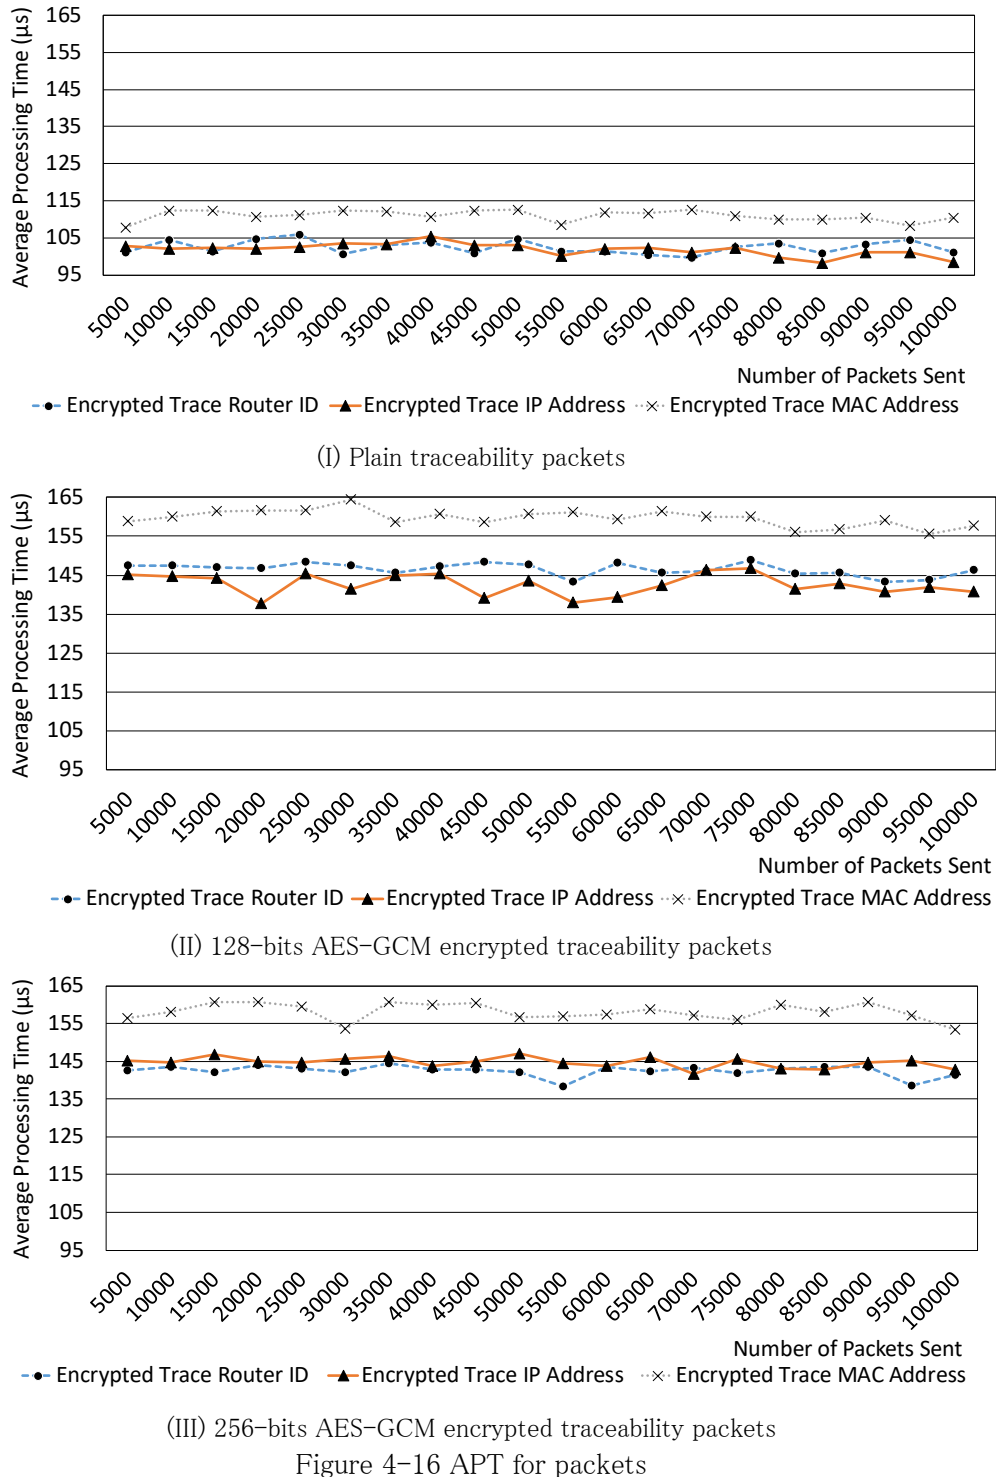 Average Processing Time (µs)
165
155
145
135
125
115
105
95
5000 10000 15000 20000 25000 30000 35000 40000 45000 50000 55000 60000 65000 70000 75000 80000 85000 90000 95000 100000
Number of Packets Sent
Encrypted Trace Router ID Encrypted Trace IP Address Encrypted Trace MAC Address
(I) Plain traceability packets
Average Processing Time (µs)
165
155
145
135
125
115
105
95
5000 10000 15000 20000 25000 30000 35000 40000 45000 50000 55000 60000 65000 70000 75000 80000 85000 90000 95000 100000
Number of Packets Sent
Encrypted Trace Router ID Encrypted Trace IP Address Encrypted Trace MAC Address
(II) 128-bits AES-GCM encrypted traceability packets
Average Processing Time (µs)
165
155
145
135
125
115
105
95
5000 10000 15000 20000 25000 30000 35000 40000 45000 50000 55000 60000 65000 70000 75000 80000 85000 90000 95000 100000
Number of Packets Sent
Encrypted Trace Router ID Encrypted Trace IP Address Encrypted Trace MAC Address
(III) 256-bits AES-GCM encrypted traceability packets
Figure 4-16 APT for packets